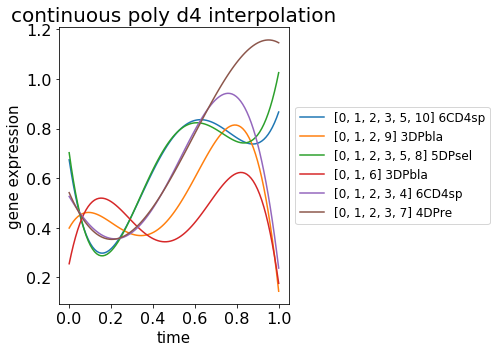 continuous poly d4 interpolation
gene expression
1.2
1.0
0.8
0.6
0.4
0.2
0.0 0.2 0.4 0.6 0.8 1.0
time
[0, 1, 2, 3, 5, 10] 6CD4sp
[0, 1, 2, 9] 3DPbla
[0, 1, 2, 3, 5, 8] 5DPsel
[0, 1, 6] 3DPbla
[0, 1, 2, 3, 4] 6CD4sp
[0, 1, 2, 3, 7] 4DPre